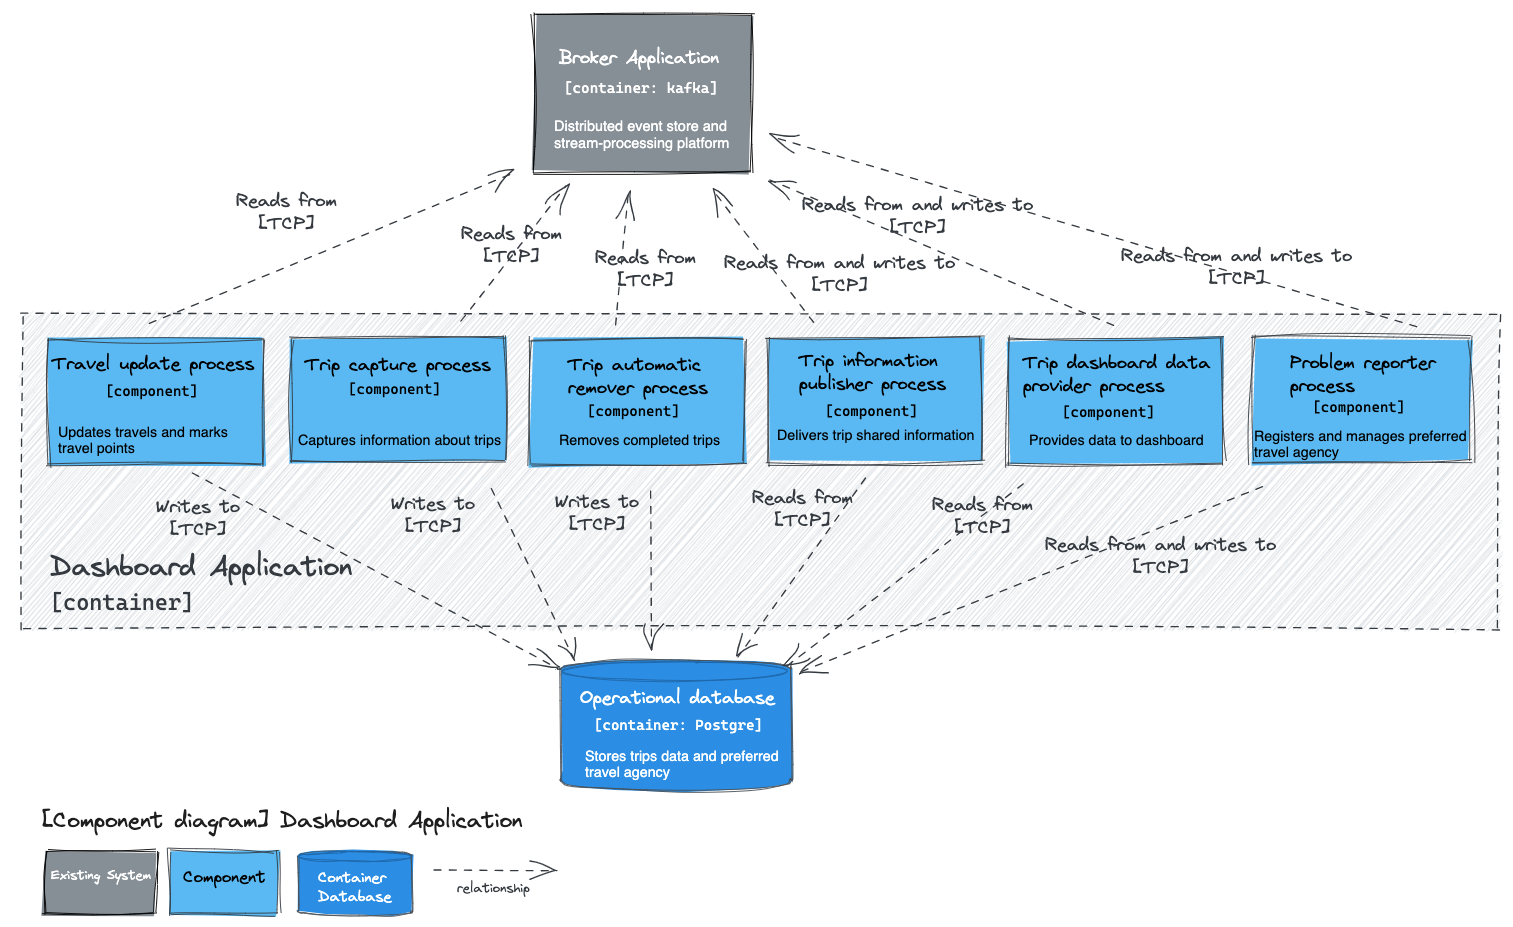 Broker Application
[container: kafka]
Distributed event store and
stream-processing platform
Reads from
[TCP]
Reads from
[TCP]
Reads from
[TCP]
Reads from and writes to
[TCP]
Reads from and writes to
[TCP]
Reads from and writes to
[TCP]
Travel update process
[component]
Updates travels and marks
travel points
Trip capture process
[component]
Captures information about trips
Trip automatic
remover process
[component]
Removes completed trips
Trip information
publisher process
[component]
Delivers trip shared information
Trip dashboard data
provider process
[component]
Provides data to dashboard
Problem reporter
process
[component]
Registers and manages preferred
travel agency
Writes to
[TCP]
Writes to
[TCP]
Writes to
[TCP]
Reads from
[TCP]
Reads from
[TCP]
Reads from and writes to
[TCP]
Dashboard Application
[container]
Operational database
[container: Postgre]
Stores trips data and preferred
travel agency
[Component diagram] Dashboard Application
Existing System
Component
Container
Database
relationship